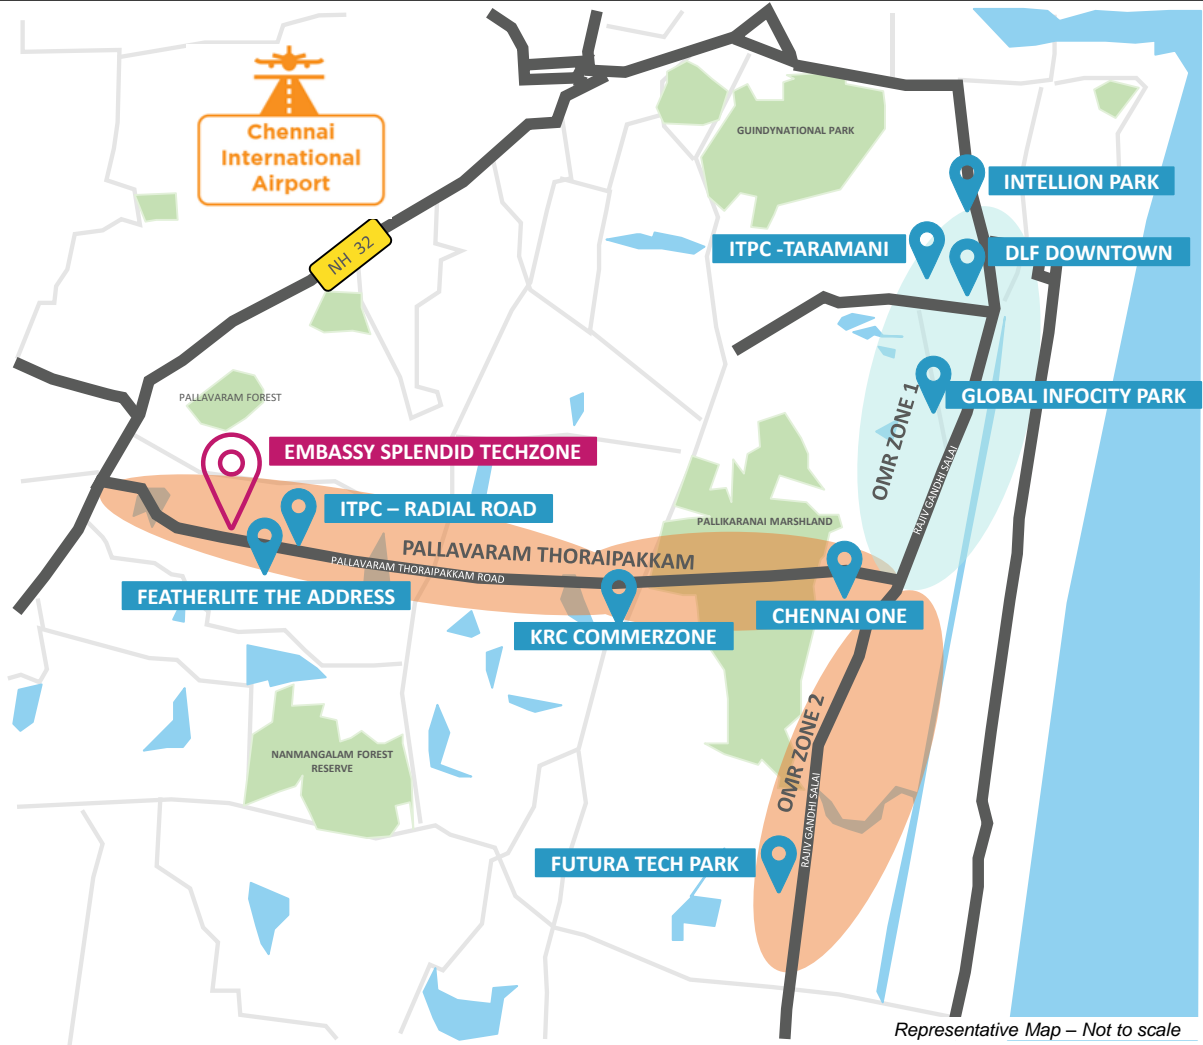 Chennai
International
Airport
GUINDYNATIONAL PARK
INTELLION PARK
NH 32
ITPC -TARAMANI
DLF DOWNTOWN
PALLAVARAM FOREST
GLOBAL INFOCITY PARK
OMR ZONE 1
RAJIV GANDHI SALAI
EMBASSY SPLENDID TECHZONE
ITPC – RADIAL ROAD
PALLIKARANAI MARSHLAND
PALLAVARAM THORAIPAKKAM
PALLAVARAM THORAIPAKKAM ROAD
FEATHERLITE THE ADDRESS
CHENNAI ONE
KRC COMMERZONE
OMR ZONE 2
RAJIV GANDHI SALAI
NANMANGALAM FOREST
RESERVE
FUTURA TECH PARK
Representative Map – Not to scale